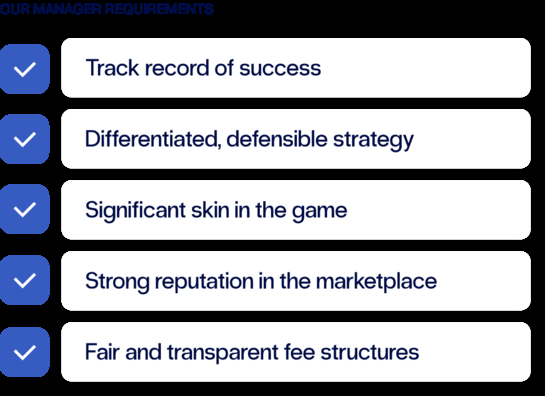 OUR MANAGER REQUIREMENTS
Track record of success
Differentiated, defensible strategy
Significant skin in the game
Strong reputation in the marketplace
Fair and transparent fee structures